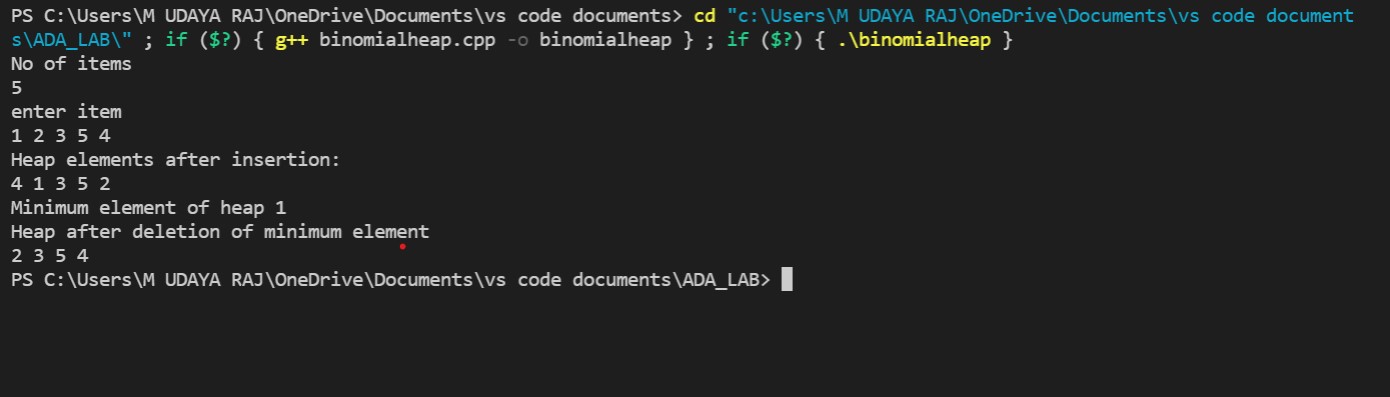 PS C:\Users\M UDAYA RAJ\OneDrive\Documents\vs code documents> cd "c:\Users\M UDAYA RAJ\OneDrive\Documents\vs code document
s\ADA_LAB\" ; if ($?) { g++ binomialheap.cpp -o binomialheap } ; if ($?) { .\binomialheap }
No of items
5
enter item
1 2 3 5 4
Heap elements after insertion:
4 1 3 5 2
Minimum element of heap 1
Heap after deletion of minimum element
2 3 5 4
PS C:\Users\M UDAYA RAJ\OneDrive\Documents\vs code documents\ADA_LAB>